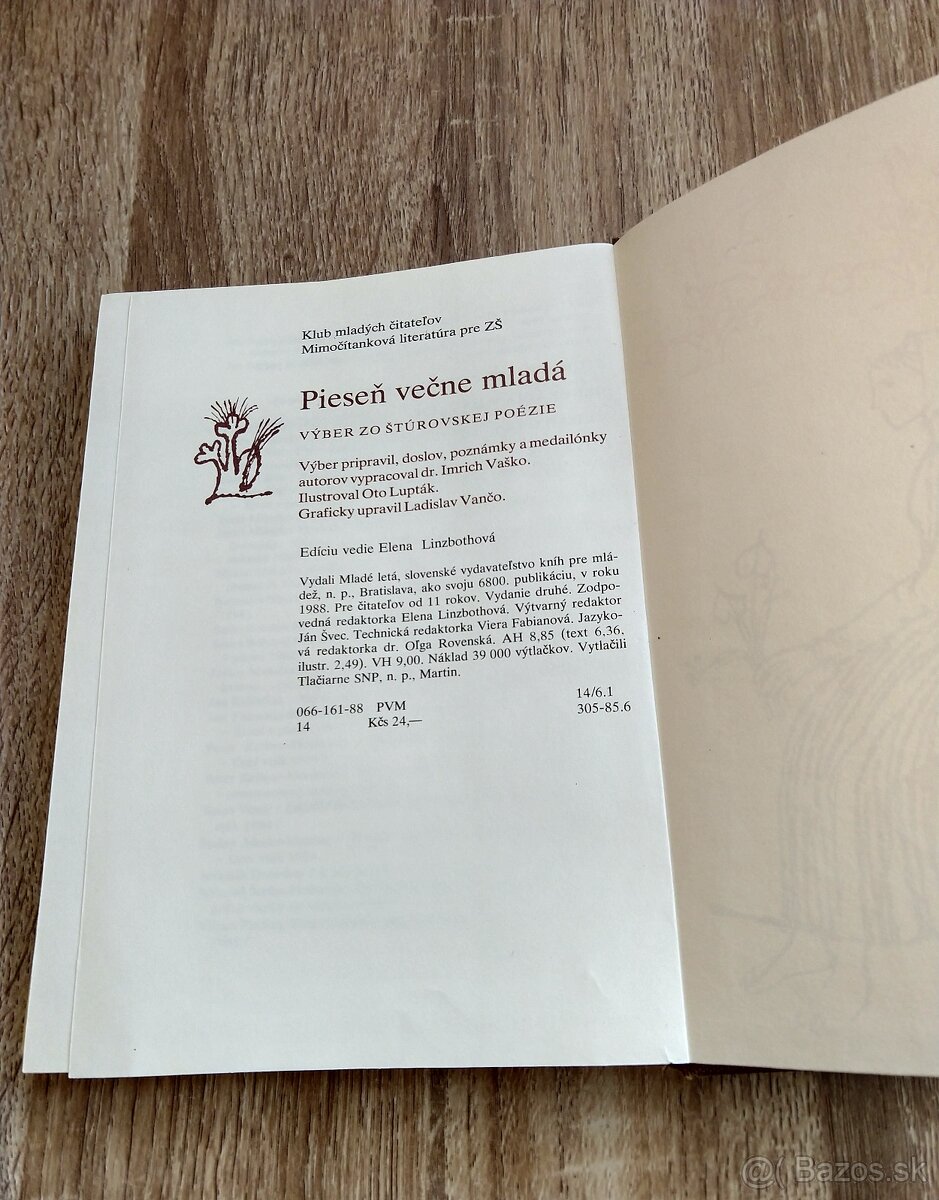 Klub mladých čitateľov
Mimočítanková literatúra pre ZŠ
Pieseň večne mladá
VÝBER ZO ŠTÚROVSKEJ POÉZIE
Výber pripravil, doslov, poznámky a medailónky
autorov vypracoval dr. Imrich Vaško.
Ilustroval Oto Lupták.
Graficky upravil Ladislav Vančo.
Edíciu vedie Elena Linzbothová
Vydali Mladé letá, slovenské vydavateľstvo kníh pre mlá-
dež, n. p., Bratislava, ako svoju 6800. publikáciu, v roku
1988. Pre čitateľov od 11 rokov. Vydanie druhé. Zodpo-
vedná redaktorka Elena Linzbothová. Výtvarný redaktor
Ján Švec. Technická redaktorka Viera Fabianová. Jazyko-
vá redaktorka dr. Oľga Rovenská. AH 8,85 (text 6,36,
ilustr. 2,49). VH 9,00. Náklad 39 000 výtlačkov. Vytlačili
Tlačiarne SNP, n. p., Martin.
066-161-88 PVM 14/6.1
14 Kčs 24,— 305-85.6
@( Bazos.sk